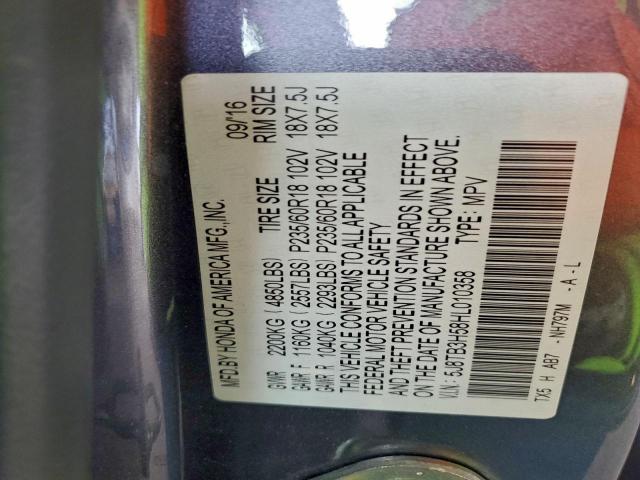 MFD. BY HONDA OF AMERICA MFG., INC. 09/16
TIRE SIZE RIM SIZE
GVWR 2200KG (4850LBS)
GAWR F 1160KG (2557LBS) P235/60R18 102V 18X7.5J
GAWR R 1040KG (2293LBS) P235/60R18 102V 18X7.5J
THIS VEHICLE CONFORMS TO ALL APPLICABLE
FEDERAL MOTOR VEHICLE SAFETY
AND THEFT PREVENTION STANDARDS IN EFFECT
ON THE DATE OF MANUFACTURE SHOWN ABOVE.
V.I.N.: 5J8TB3H58HL010358 TYPE: MPV
TX5 H AB7 -NH797M -A-L